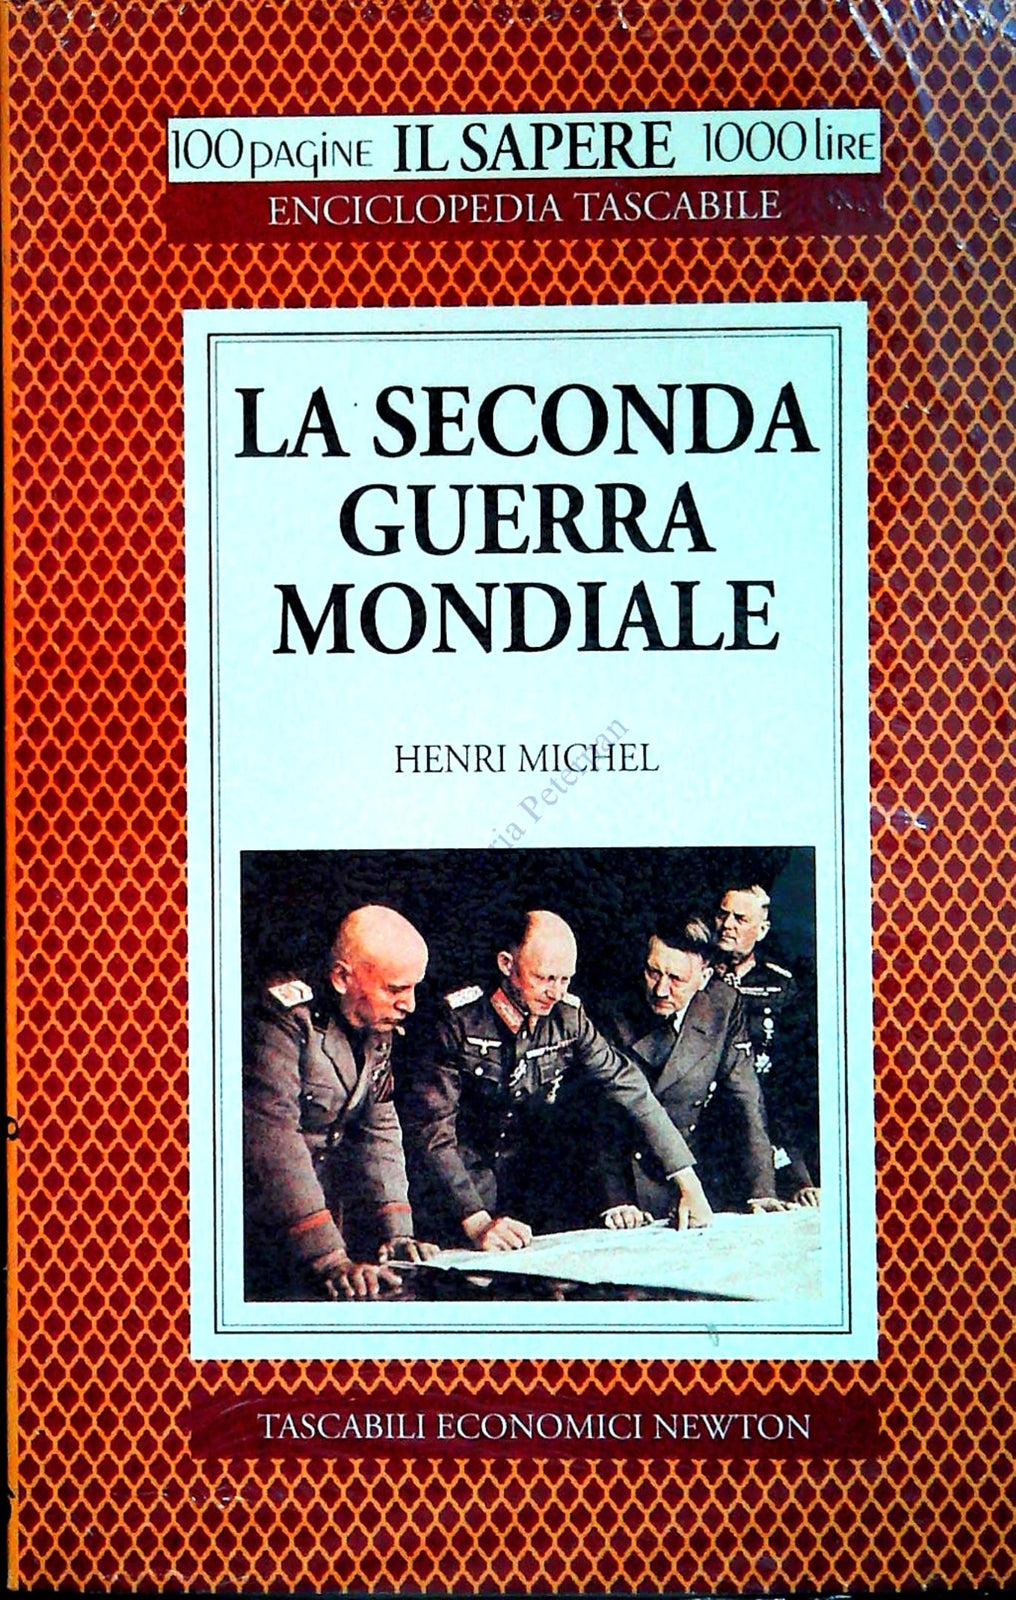 100 pagine IL SAPERE 1000 lire
ENCICLOPEDIA TASCABILE
LA SECONDA
GUERRA
MONDIALE
HENRI MICHEL
TASCABILI ECONOMICI NEWTON